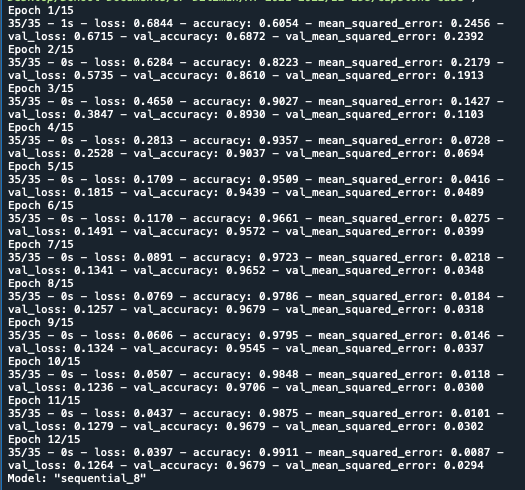 Epoch 1/15
35/35 - 1s - loss: 0.6844 - accuracy: 0.6054 - mean_squared_error: 0.2456 -
val_loss: 0.6715 - val_accuracy: 0.6872 - val_mean_squared_error: 0.2392
Epoch 2/15
35/35 - 0s - loss: 0.6284 - accuracy: 0.8223 - mean_squared_error: 0.2179 -
val_loss: 0.5735 - val_accuracy: 0.8610 - val_mean_squared_error: 0.1913
Epoch 3/15
35/35 - 0s - loss: 0.4650 - accuracy: 0.9027 - mean_squared_error: 0.1427 -
val_loss: 0.3847 - val_accuracy: 0.8930 - val_mean_squared_error: 0.1103
Epoch 4/15
35/35 - 0s - loss: 0.2813 - accuracy: 0.9357 - mean_squared_error: 0.0728 -
val_loss: 0.2528 - val_accuracy: 0.9037 - val_mean_squared_error: 0.0694
Epoch 5/15
35/35 - 0s - loss: 0.1709 - accuracy: 0.9509 - mean_squared_error: 0.0416 -
val_loss: 0.1815 - val_accuracy: 0.9439 - val_mean_squared_error: 0.0489
Epoch 6/15
35/35 - 0s - loss: 0.1170 - accuracy: 0.9661 - mean_squared_error: 0.0275 -
val_loss: 0.1491 - val_accuracy: 0.9572 - val_mean_squared_error: 0.0399
Epoch 7/15
35/35 - 0s - loss: 0.0891 - accuracy: 0.9723 - mean_squared_error: 0.0218 -
val_loss: 0.1341 - val_accuracy: 0.9652 - val_mean_squared_error: 0.0348
Epoch 8/15
35/35 - 0s - loss: 0.0769 - accuracy: 0.9786 - mean_squared_error: 0.0184 -
val_loss: 0.1257 - val_accuracy: 0.9679 - val_mean_squared_error: 0.0318
Epoch 9/15
35/35 - 0s - loss: 0.0606 - accuracy: 0.9795 - mean_squared_error: 0.0146 -
val_loss: 0.1324 - val_accuracy: 0.9545 - val_mean_squared_error: 0.0337
Epoch 10/15
35/35 - 0s - loss: 0.0507 - accuracy: 0.9848 - mean_squared_error: 0.0118 -
val_loss: 0.1236 - val_accuracy: 0.9706 - val_mean_squared_error: 0.0300
Epoch 11/15
35/35 - 0s - loss: 0.0437 - accuracy: 0.9875 - mean_squared_error: 0.0101 -
val_loss: 0.1279 - val_accuracy: 0.9679 - val_mean_squared_error: 0.0302
Epoch 12/15
35/35 - 0s - loss: 0.0397 - accuracy: 0.9911 - mean_squared_error: 0.0087 -
val_loss: 0.1264 - val_accuracy: 0.9679 - val_mean_squared_error: 0.0294
Model: "sequential_8"